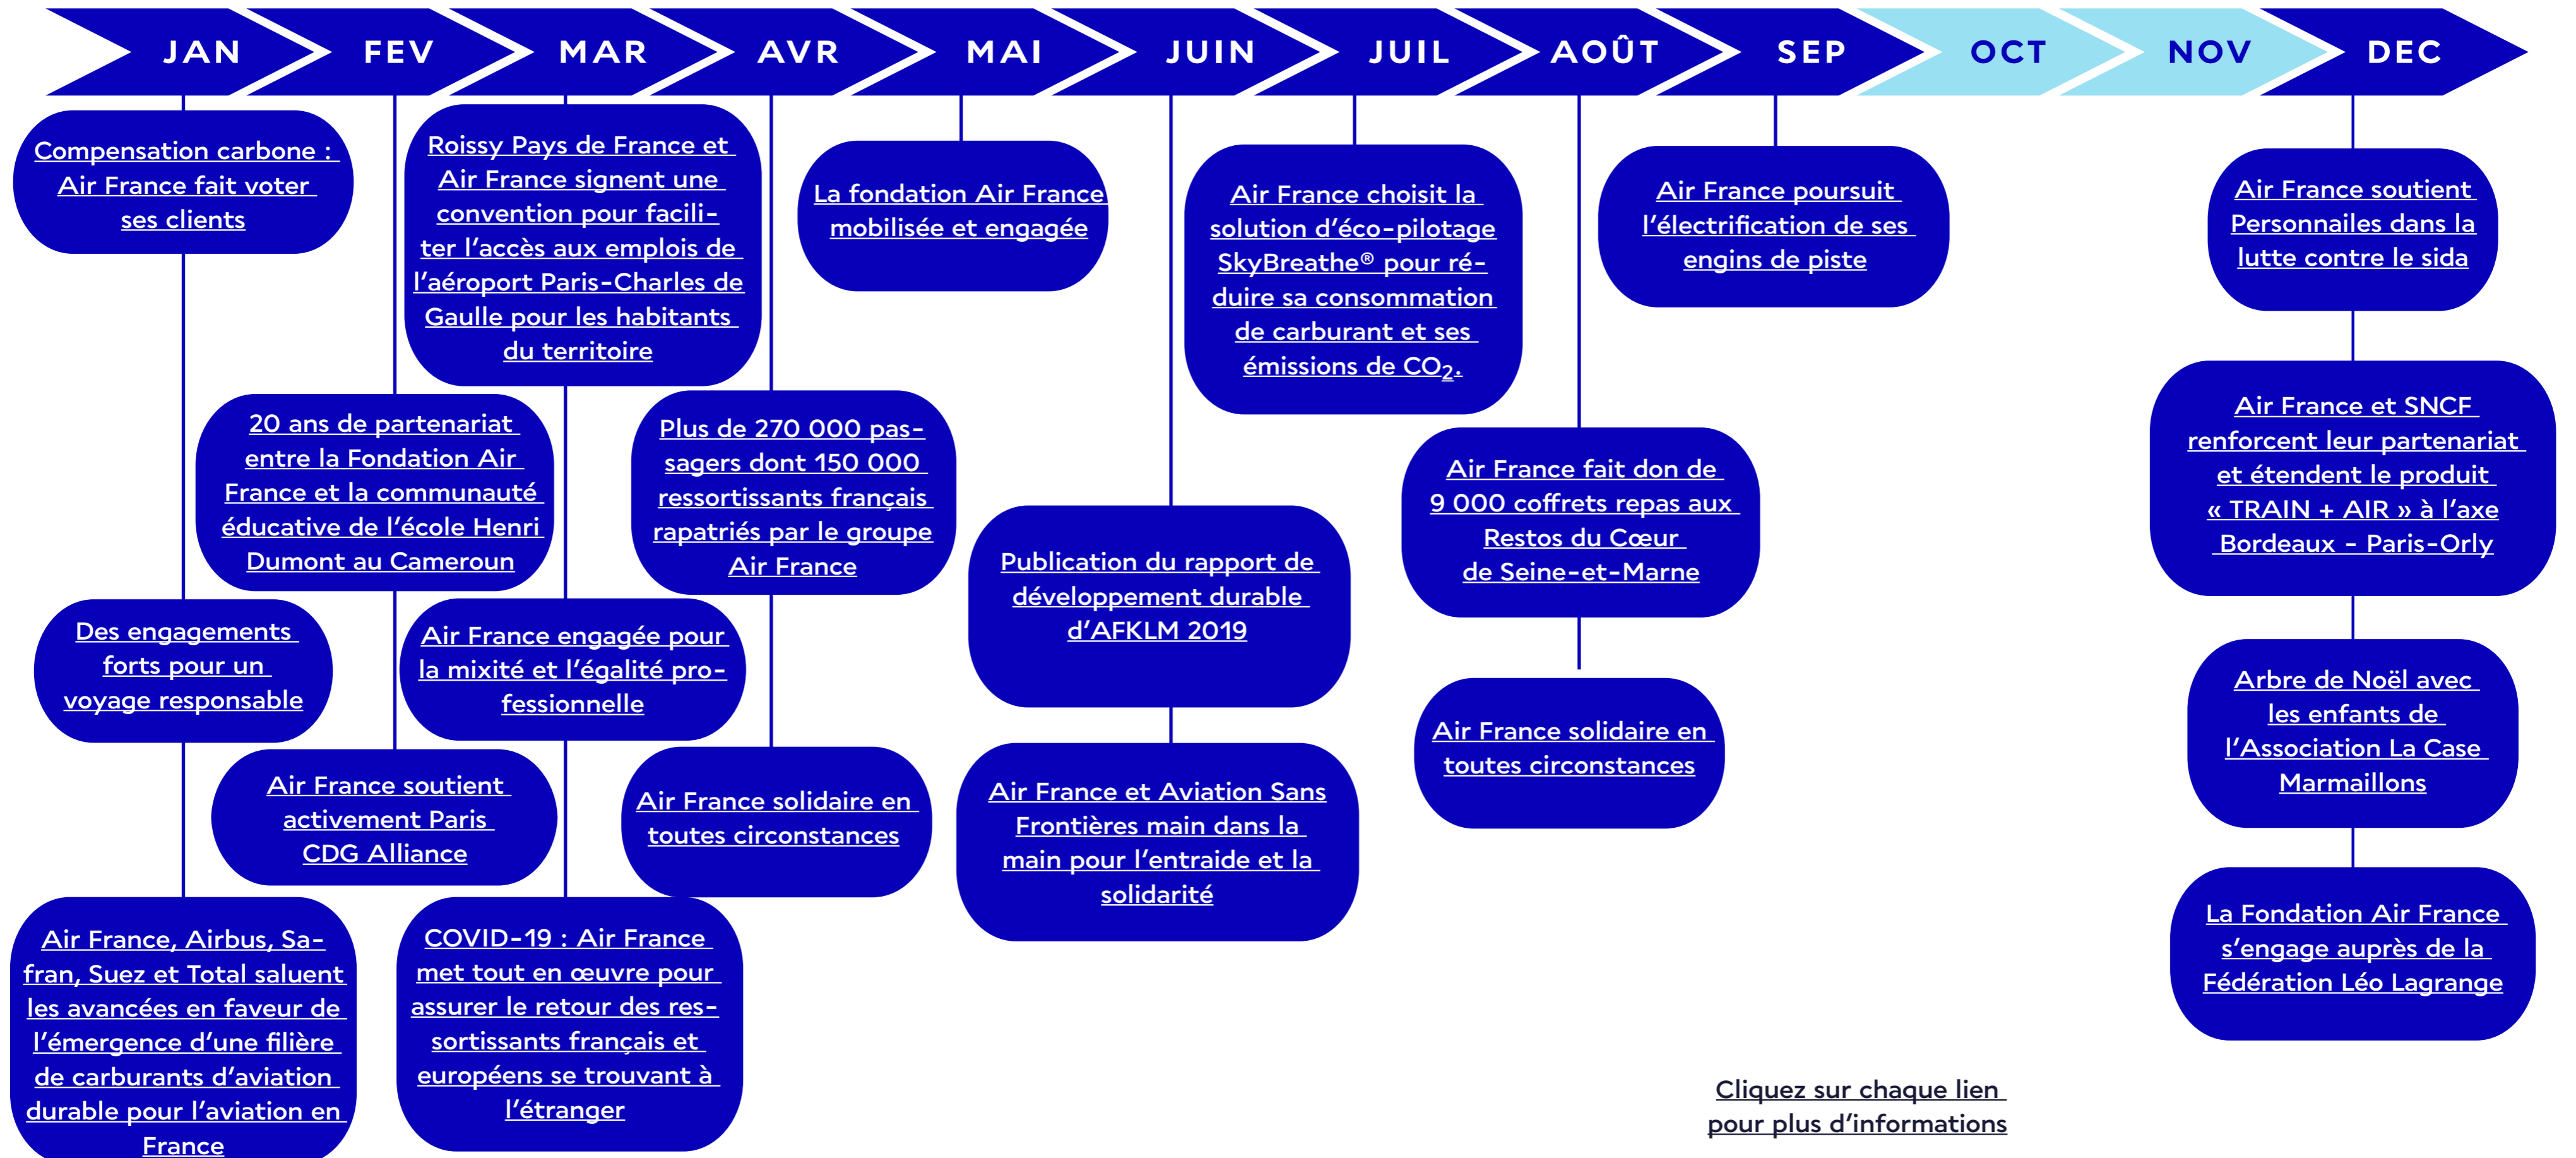 JAN
FEV
MAR
AVR
MAI
JUIN
JUIL
AOÛT
SEP
OCT
NOV
DEC
Compensation carbone :
Air France fait voter
ses clients
Des engagements
forts pour un
voyage responsable
Air France, Airbus, Sa-
fran, Suez et Total saluent
les avancées en faveur de
l’émergence d’une filière
de carburants d’aviation
durable pour l’aviation en
France
20 ans de partenariat
entre la Fondation Air
France et la communauté
éducative de l’école Henri
Dumont au Cameroun
Air France soutient
activement Paris
CDG Alliance
Roissy Pays de France et
Air France signent une
convention pour facili-
ter l’accès aux emplois de
l’aéroport Paris-Charles de
Gaulle pour les habitants
du territoire
Air France engagée pour
la mixité et l’égalité pro-
fessionnelle
COVID-19 : Air France
met tout en œuvre pour
assurer le retour des res-
sortissants français et
européens se trouvant à
l’étranger
Plus de 270 000 pas-
sagers dont 150 000
ressortissants français
rapatriés par le groupe
Air France
Air France solidaire en
toutes circonstances
La fondation Air France
mobilisée et engagée
Publication du rapport de
développement durable
d’AFKLM 2019
Air France et Aviation Sans
Frontières main dans la
main pour l’entraide et la
solidarité
Air France choisit la
solution d’éco-pilotage
SkyBreathe® pour ré-
duire sa consommation
de carburant et ses
émissions de CO₂.
Air France fait don de
9 000 coffrets repas aux
Restos du Cœur
de Seine-et-Marne
Air France solidaire en
toutes circonstances
Air France poursuit
l’électrification de ses
engins de piste
Air France soutient
Personnailes dans la
lutte contre le sida
Air France et SNCF
renforcent leur partenariat
et étendent le produit
« TRAIN + AIR » à l’axe
Bordeaux - Paris-Orly
Arbre de Noël avec
les enfants de
l’Association La Case
Marmaillons
La Fondation Air France
s’engage auprès de la
Fédération Léo Lagrange
Cliquez sur chaque lien
pour plus d’informations